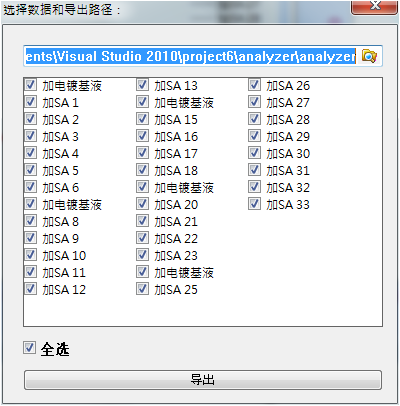 选择数据和导出路径：
ents\Visual Studio 2010\project6\analyzer\analyzer
加电镀基液
加SA 1
加SA 2
加SA 3
加SA 4
加SA 5
加SA 6
加电镀基液
加SA 8
加SA 9
加SA 10
加SA 11
加SA 12
加SA 13
加电镀基液
加SA 15
加SA 16
加SA 17
加SA 18
加电镀基液
加SA 20
加SA 21
加SA 22
加SA 23
加电镀基液
加SA 25
加SA 26
加SA 27
加SA 28
加SA 29
加SA 30
加SA 31
加SA 32
加SA 33
全选
导出